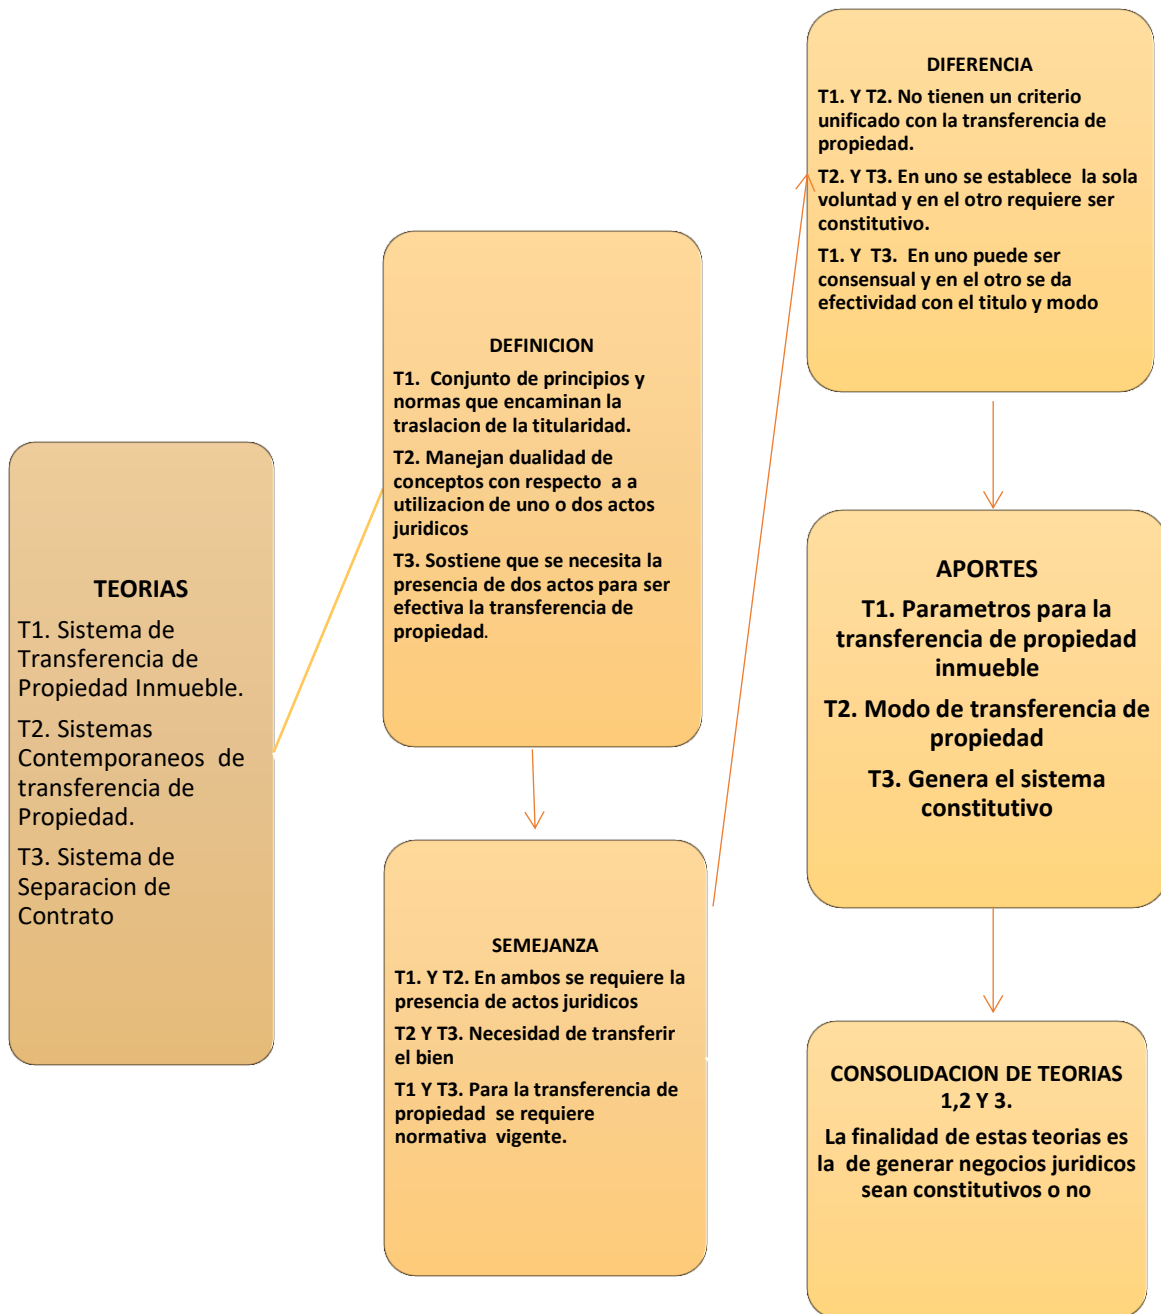 TEORIAS
T1. Sistema de
Transferencia de
Propiedad Inmueble.
T2. Sistemas
Contemporaneos de
transferencia de
Propiedad.
T3. Sistema de
Separacion de
Contrato
DEFINICION
T1. Conjunto de principios y
normas que encaminan la
traslacion de la titularidad.
T2. Manejan dualidad de
conceptos con respecto a a
utilizacion de uno o dos actos
juridicos
T3. Sostiene que se necesita la
presencia de dos actos para ser
efectiva la transferencia de
propiedad.
SEMEJANZA
T1. Y T2. En ambos se requiere la
presencia de actos juridicos
T2 Y T3. Necesidad de transferir
el bien
T1 Y T3. Para la transferencia de
propiedad se requiere
normativa vigente.
DIFERENCIA
T1. Y T2. No tienen un criterio
unificado con la transferencia de
propiedad.
T2. Y T3. En uno se establece la sola
voluntad y en el otro requiere ser
constitutivo.
T1. Y T3. En uno puede ser
consensual y en el otro se da
efectividad con el titulo y modo
APORTES
T1. Parametros para la
transferencia de propiedad
inmueble
T2. Modo de transferencia de
propiedad
T3. Genera el sistema
constitutivo
CONSOLIDACION DE TEORIAS
1,2 Y 3.
La finalidad de estas teorias es
la de generar negocios juridicos
sean constitutivos o no